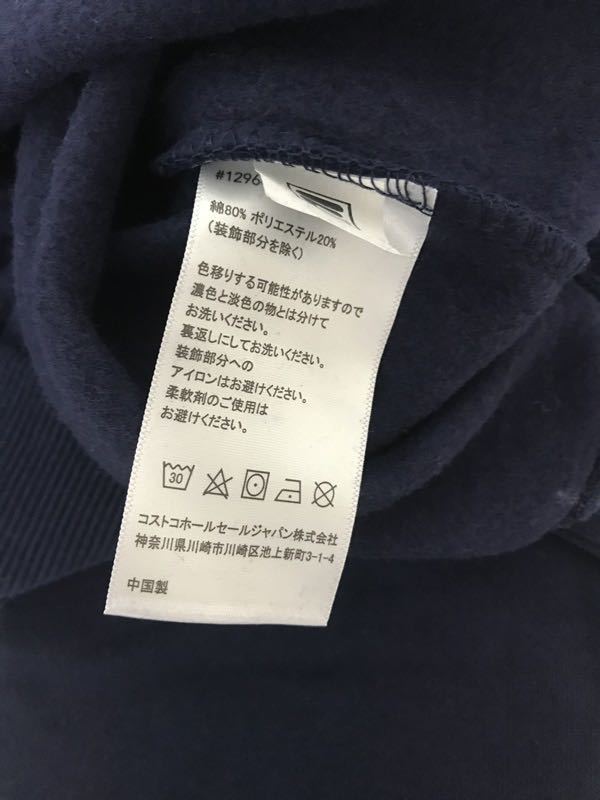 #1296
綿80% ポリエステル20%
（装飾部分を除く）
色移りする可能性がありますので
濃色と淡色の物とは分けて
お洗いください。
裏返しにしてお洗いください。
装飾部分への
アイロンはお避けください。
柔軟剤のご使用は
お避けください。
30
コストコホールセールジャパン株式会社
神奈川県川崎市川崎区池上新町3-1-4
中国製